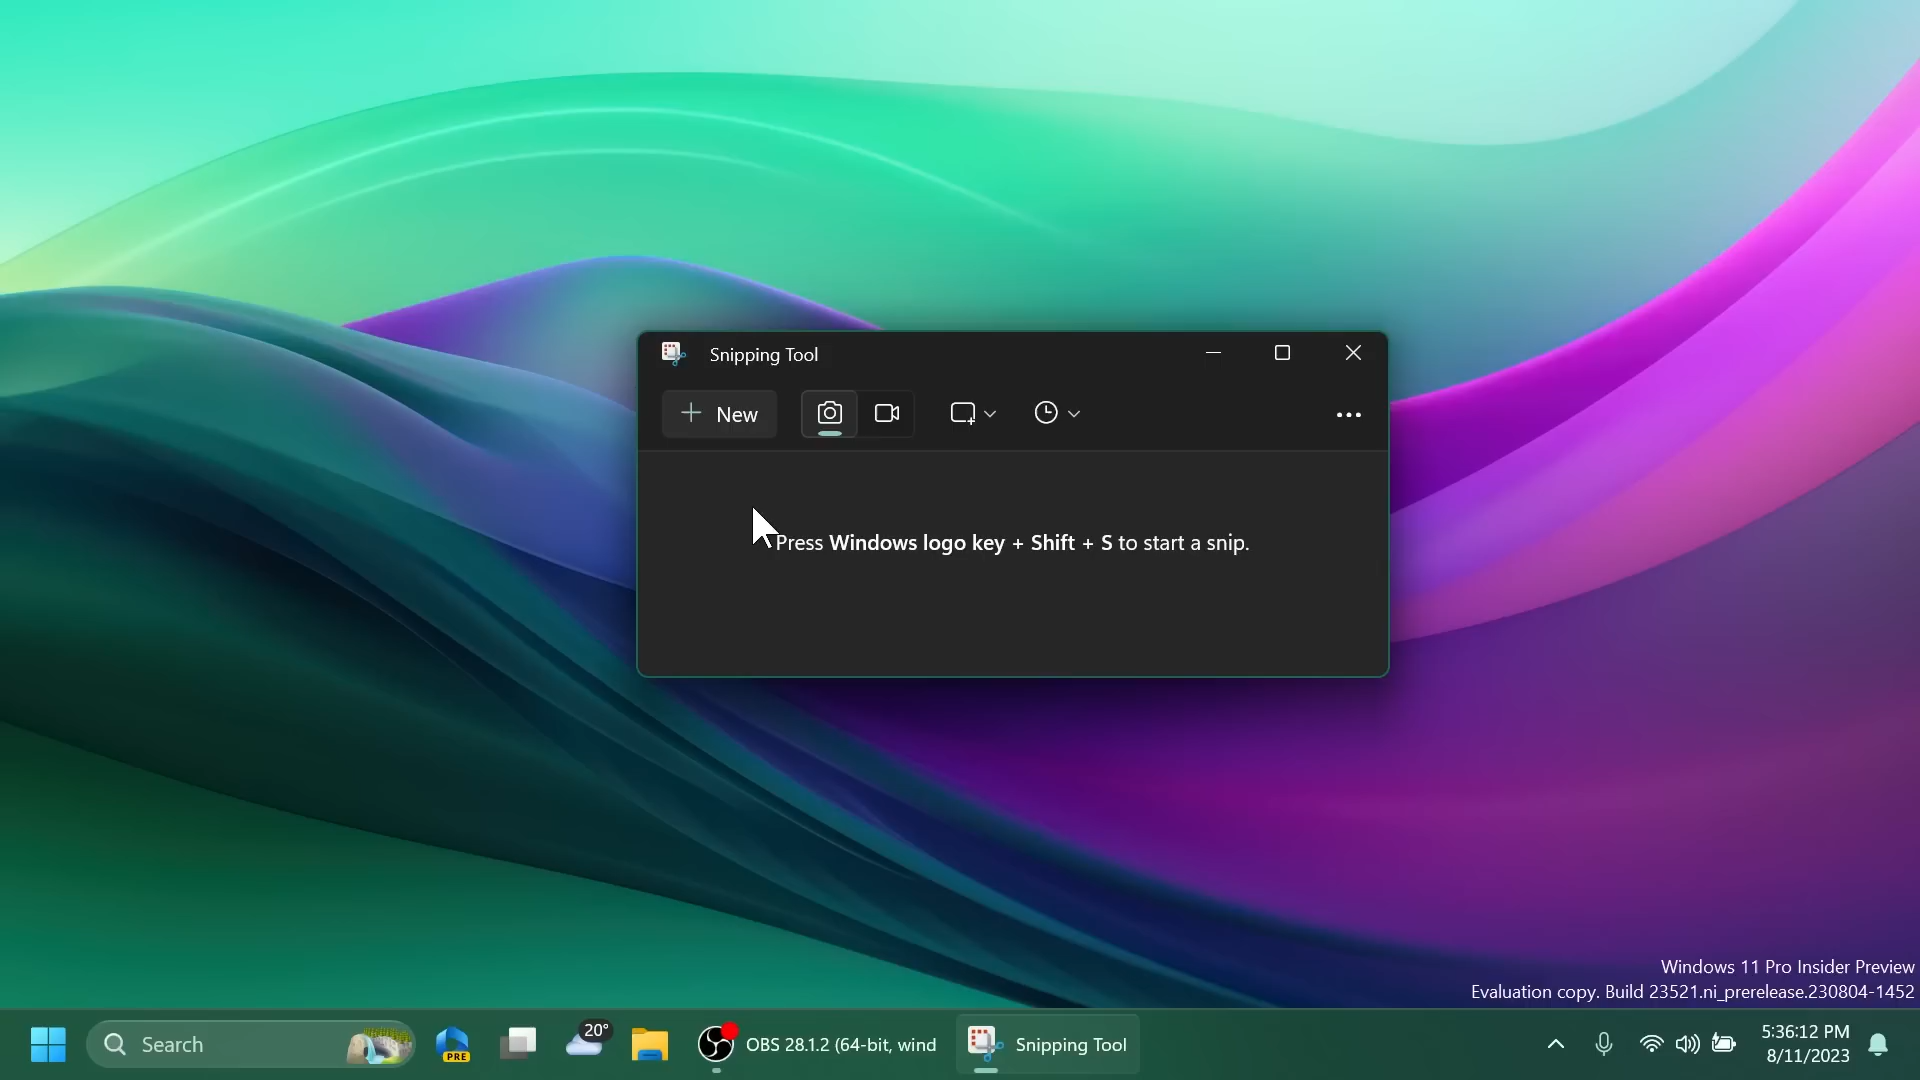 Snipping Tool
New
Press Windows logo key + Shift + S to start a snip.
Windows 11 Pro Insider Preview
Evaluation copy. Build 23521.ni_prerelease.230804-1452
Search
PRE
20°
OBS 28.1.2 (64-bit, wind
Snipping Tool
5:36:12 PM
8/11/2023